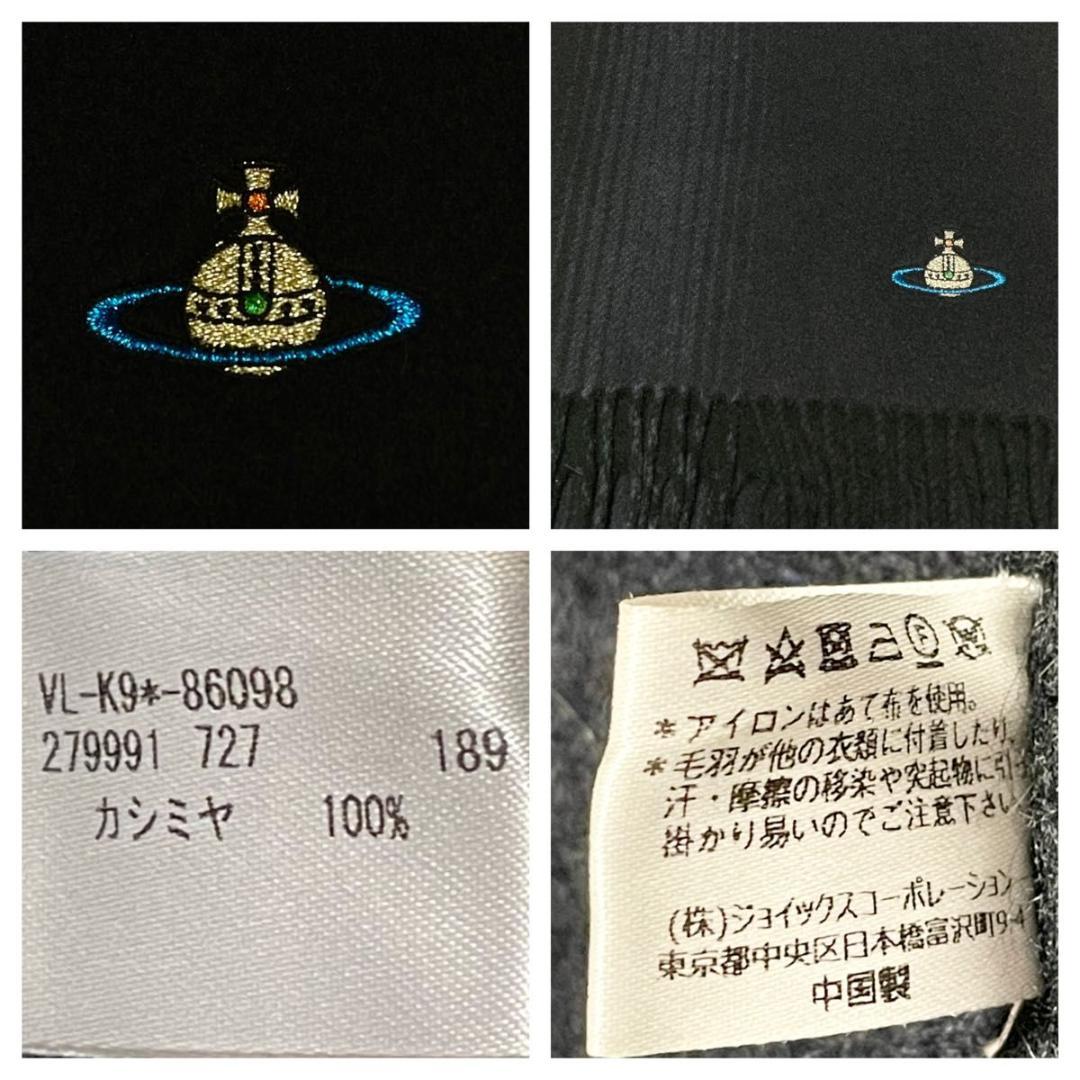 VL-K9*-86098
279991 727 189
カシミヤ 100%
*アイロンはあて布を使用。
*毛羽が他の衣類に付着したり、
汗・摩擦の移染や突起物に引っ
掛かり易いのでご注意下さい
(株)ジョイックスコーポレーション
東京都中央区日本橋富沢町9-4
中国製